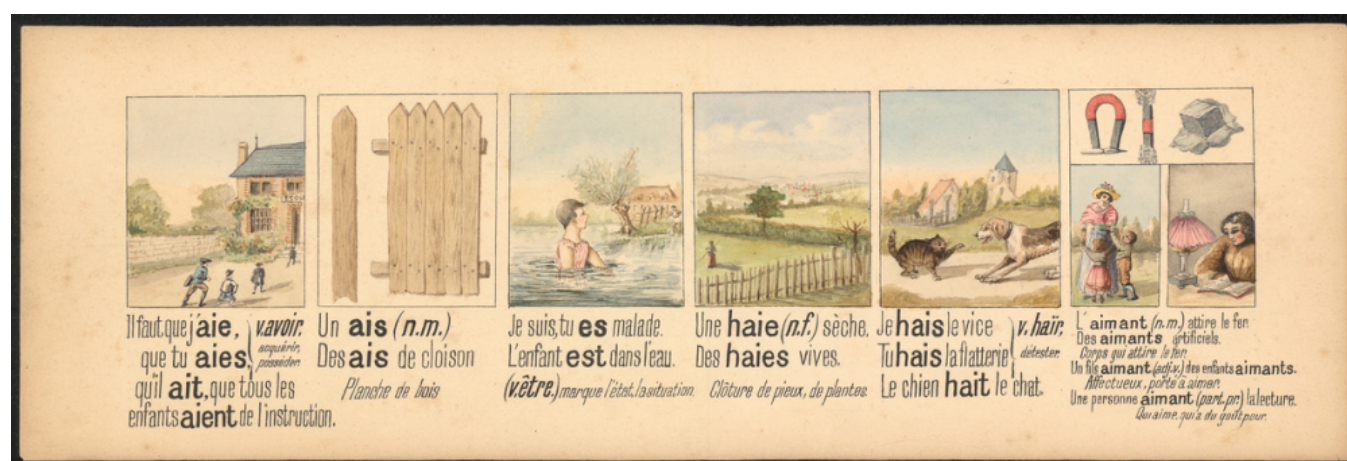 ÉCOLE
Il faut que j'aie,
que tu aies,
qu'il ait, que tous les
enfants aient de l'instruction.
v. avoir.
acquérir,
posséder.
Un ais (n.m.)
Des ais de cloison
Planche de bois
Je suis, tu es malade.
L'enfant est dans l'eau.
(v. être.) marque l'état, la situation.
Une haie (n.f.) sèche.
Des haies vives.
Clôture de pieux, de plantes.
Je hais le vice
Tu hais la flatterie
Le chien hait le chat.
v. haïr,
détester.
L'aimant (n.m.) attire le fer.
Des aimants artificiels.
Corps qui attire le fer.
Un fils aimant (adj. v.) des enfants aimants.
Affectueux, porté à aimer.
Une personne aimant (part. pr.) la lecture.
Qui aime, qui a du goût pour.